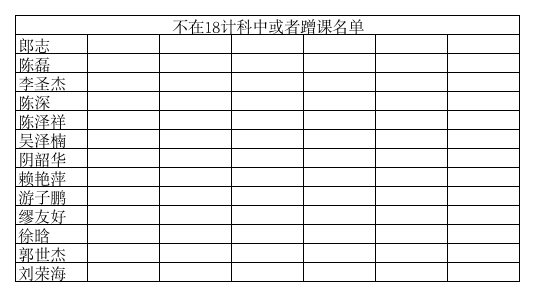 不在18计科中或者蹭课名单
郎志
陈磊
李圣杰
陈深
陈泽祥
吴泽楠
阴韶华
赖艳萍
游子鹏
缪友好
徐晗
郭世杰
刘荣海